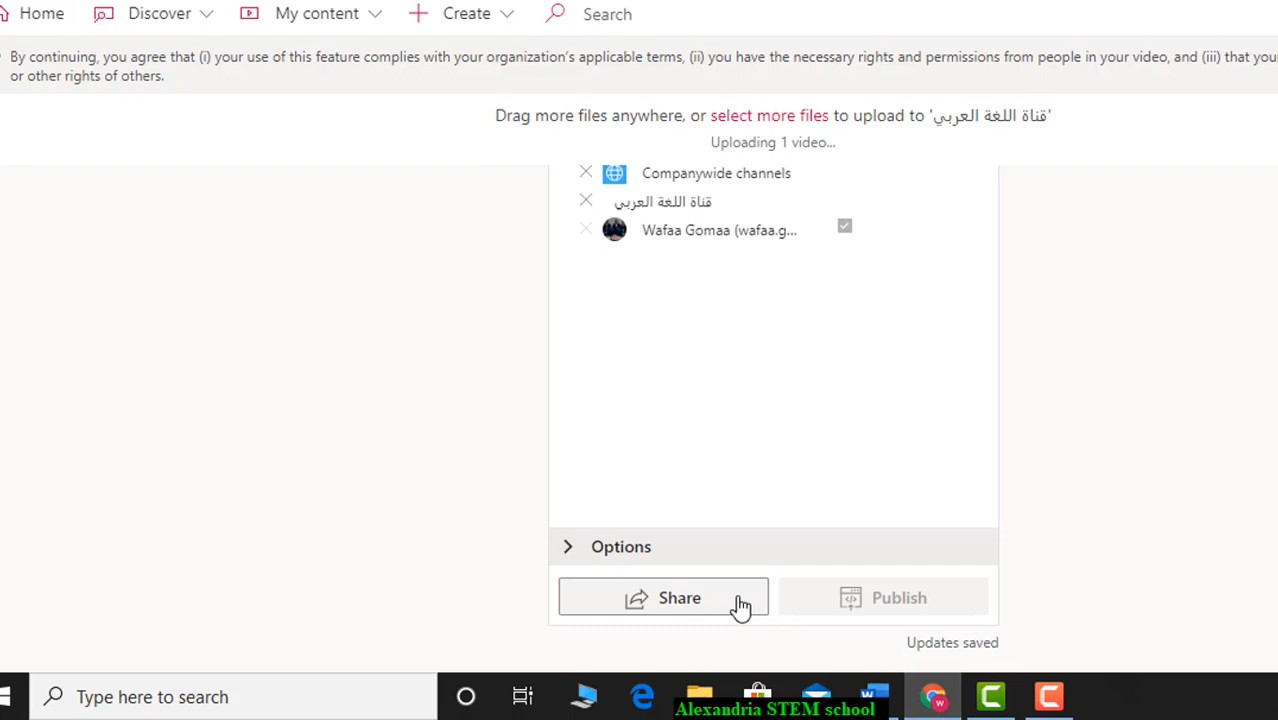 Home Discover My content Create Search
By continuing, you agree that (i) your use of this feature complies with your organization's applicable terms, (ii) you have the necessary rights and permissions from people in your video, and (iii) that your
or other rights of others.
Drag more files anywhere, or select more files to upload to 'قناة اللغة العربي'
Uploading 1 video...
Companywide channels
قناة اللغة العربي
Wafaa Gomaa (wafaa.g...
Options
Share Publish
Updates saved
Type here to search
Alexandria STEM school